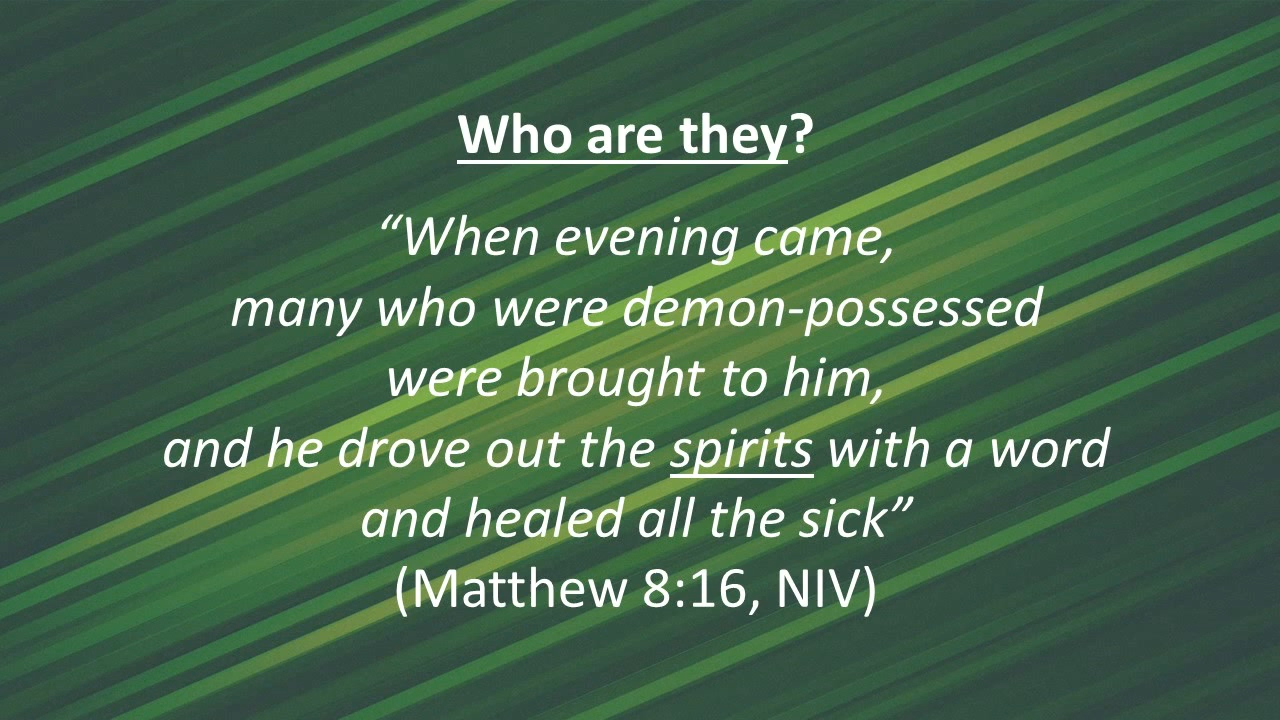 Who are they?
“When evening came,
many who were demon-possessed
were brought to him,
and he drove out the spirits with a word
and healed all the sick”
(Matthew 8:16, NIV)